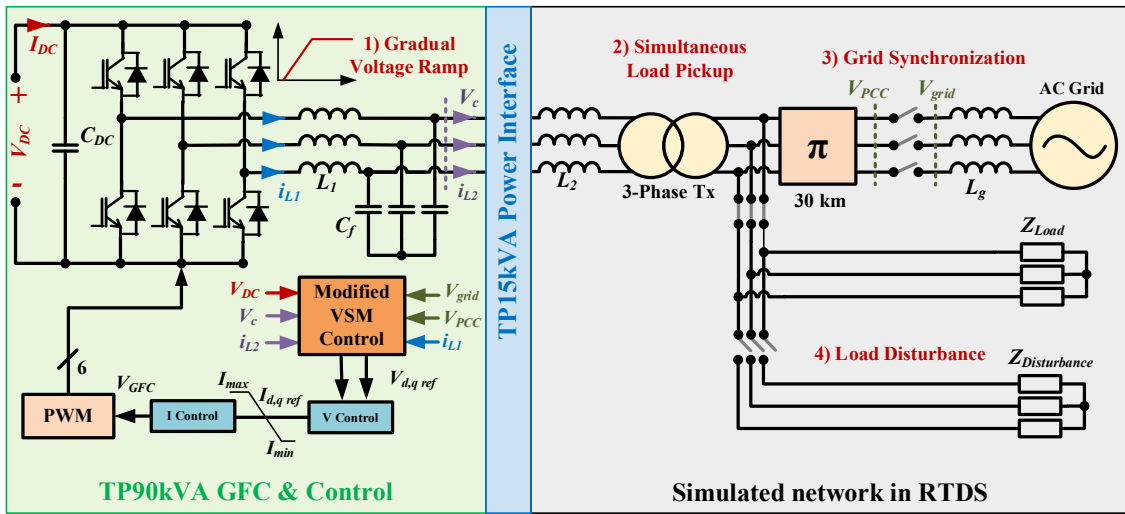 I_DC
+
V_DC
-
C_DC
1) Gradual
Voltage Ramp
i_L1
L_1
C_f
V_c
i_L2
TP15kVA Power Interface
2) Simultaneous
Load Pickup
3) Grid Synchronization
L_2
3-Phase Tx
π
30 km
V_PCC
V_grid
L_g
AC Grid
Z_Load
4) Load Disturbance
Z_Disturbance
V_DC
V_c
i_L2
Modified
VSM
Control
V_grid
V_PCC
i_L1
V_d,q ref
6
V_GFC
PWM
I Control
I_max
I_d,q ref
I_min
V Control
TP90kVA GFC & Control
Simulated network in RTDS